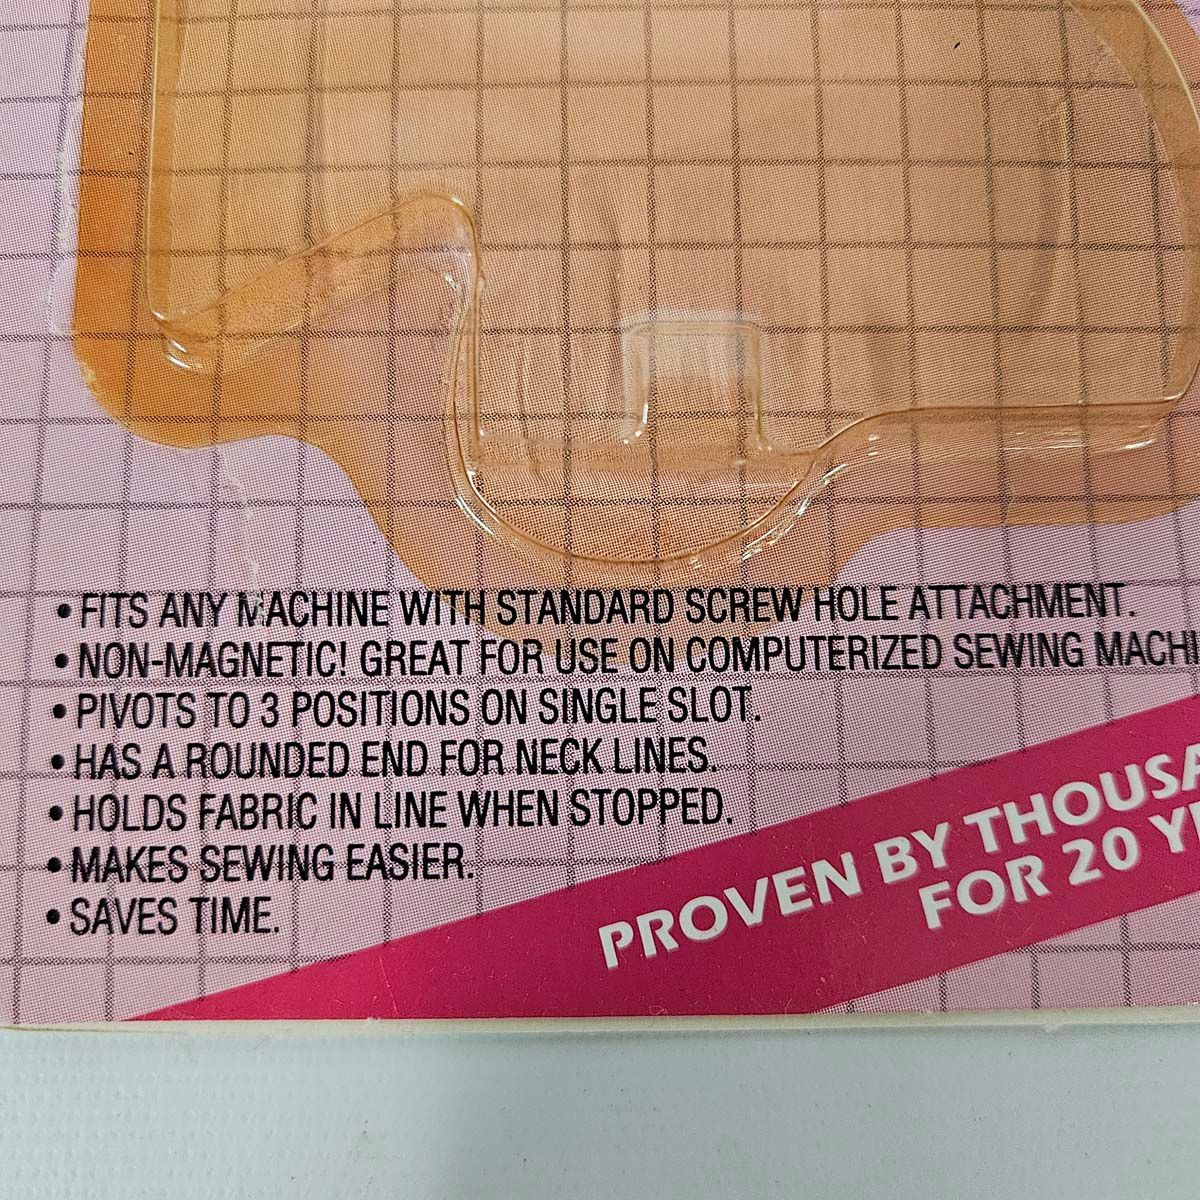 • FITS ANY MACHINE WITH STANDARD SCREW HOLE ATTACHMENT.
• NON-MAGNETIC! GREAT FOR USE ON COMPUTERIZED SEWING
• PIVOTS TO 3 POSITIONS ON SINGLE SLOT.
• HAS A ROUNDED END FOR NECK LINES.
• HOLDS FABRIC IN LINE WHEN STOPPED.
• MAKES SEWING EASIER.
• SAVES TIME.
PROVEN BY
FOR 20